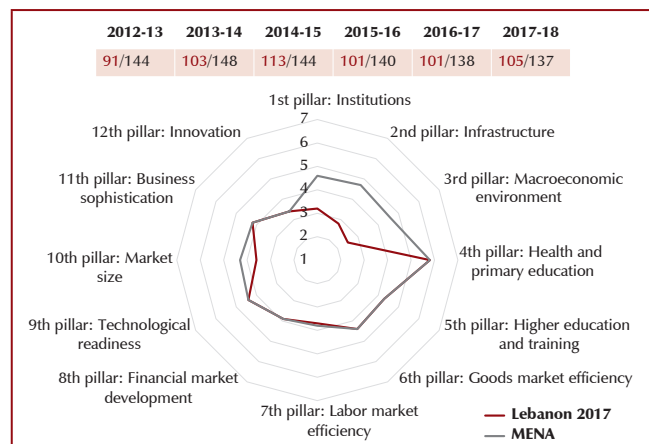 2012-13 2013-14 2014-15 2015-16 2016-17 2017-18
91/144 103/148 113/144 101/140 101/138 105/137
1st pillar: Institutions
2nd pillar: Infrastructure
3rd pillar: Macroeconomic
environment
4th pillar: Health and
primary education
5th pillar: Higher education
and training
6th pillar: Goods market efficiency
7th pillar: Labor market
efficiency
8th pillar: Financial market
development
9th pillar: Technological
readiness
10th pillar: Market
size
11th pillar: Business
sophistication
12th pillar: Innovation
7
6
5
4
3
2
1
Lebanon 2017
MENA